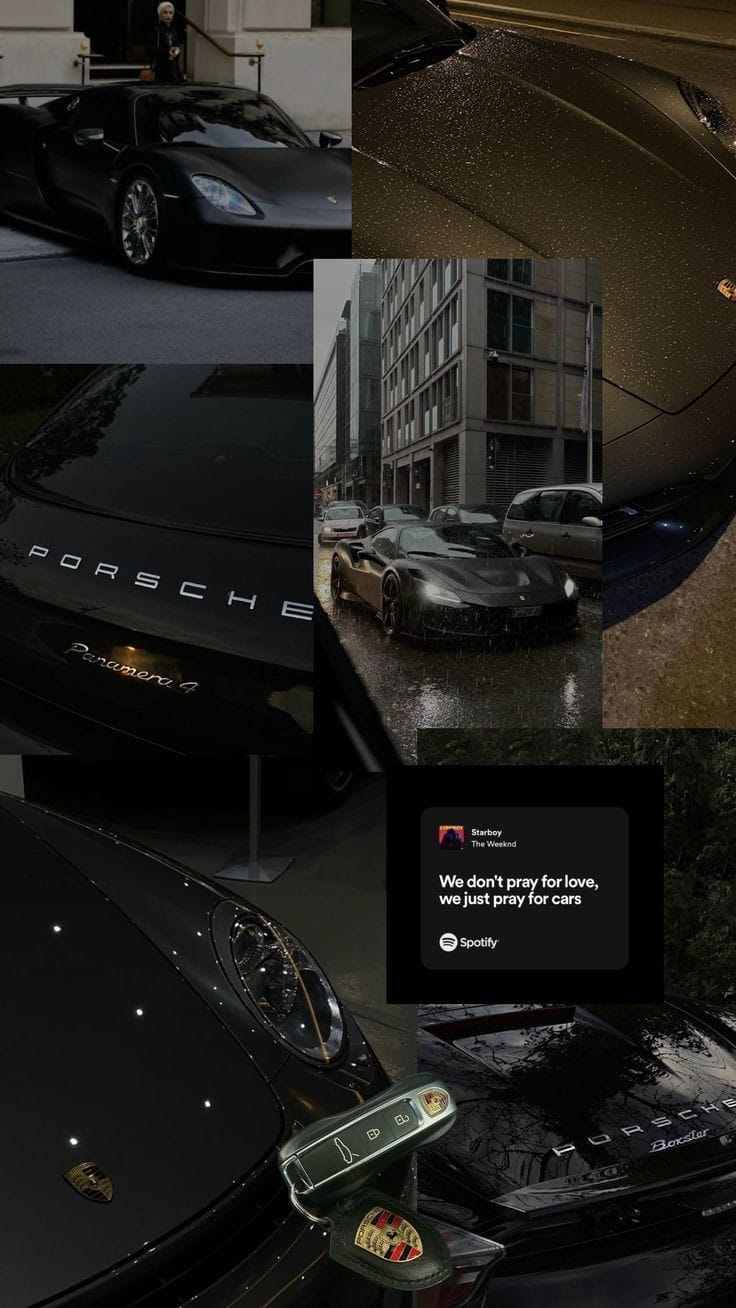 PORSCHE
Panamera 4
Starboy
The Weeknd
We don't pray for love,
we just pray for cars
Spotify
PORSCHE
Boxster
PORSCHE